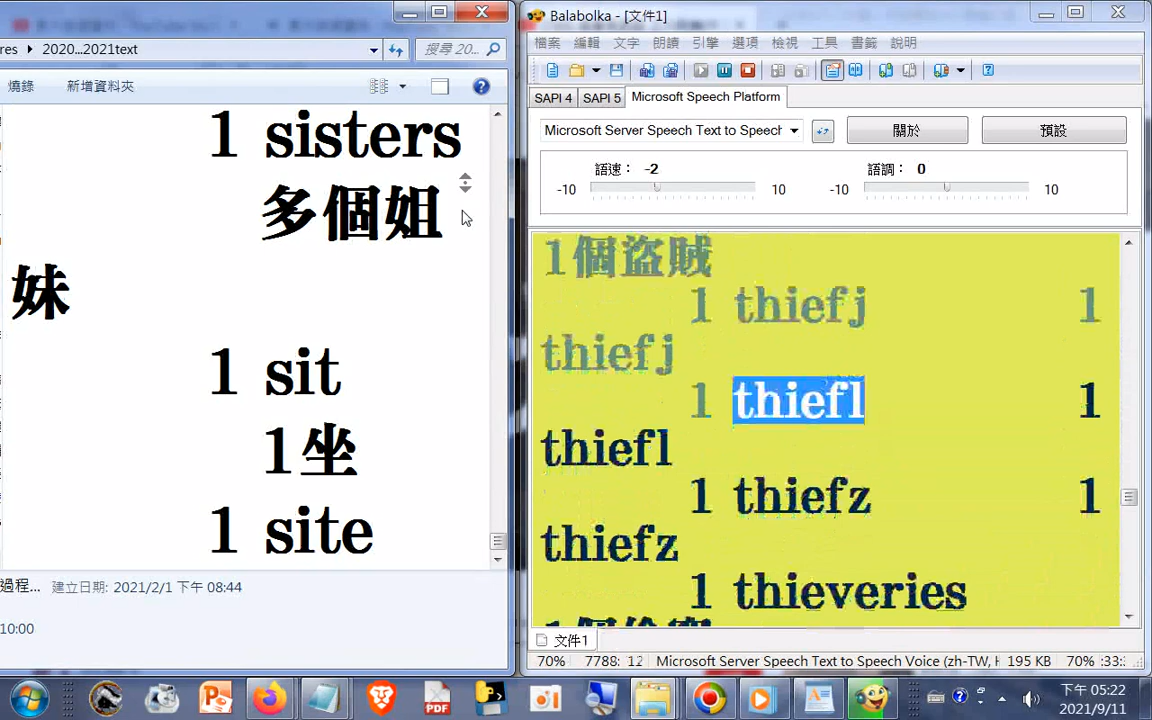 res ▸ 2020...2021text
搜尋 20...
燒錄 新增資料夾
1 sisters
多個姐
妹
1 sit
1坐
1 site
過程... 建立日期: 2021/2/1 下午 08:44
10:00
Balabolka - [文件1]
檔案 編輯 文字 朗讀 引擎 選項 檢視 工具 書籤 說明
SAPI 4 SAPI 5 Microsoft Speech Platform
Microsoft Server Speech Text to Speech 關於 預設
語速： -2 語調： 0
-10 10 -10 10
1個盜賊
1 thiefj 1
thiefj
1 thiefl 1
thiefl
1 thiefz 1
thiefz
1 thieveries
文件1
70% 7788: 12 Microsoft Server Speech Text to Speech Voice (zh-TW, H 195 KB 70% :33:
下午 05:22
2021/9/11